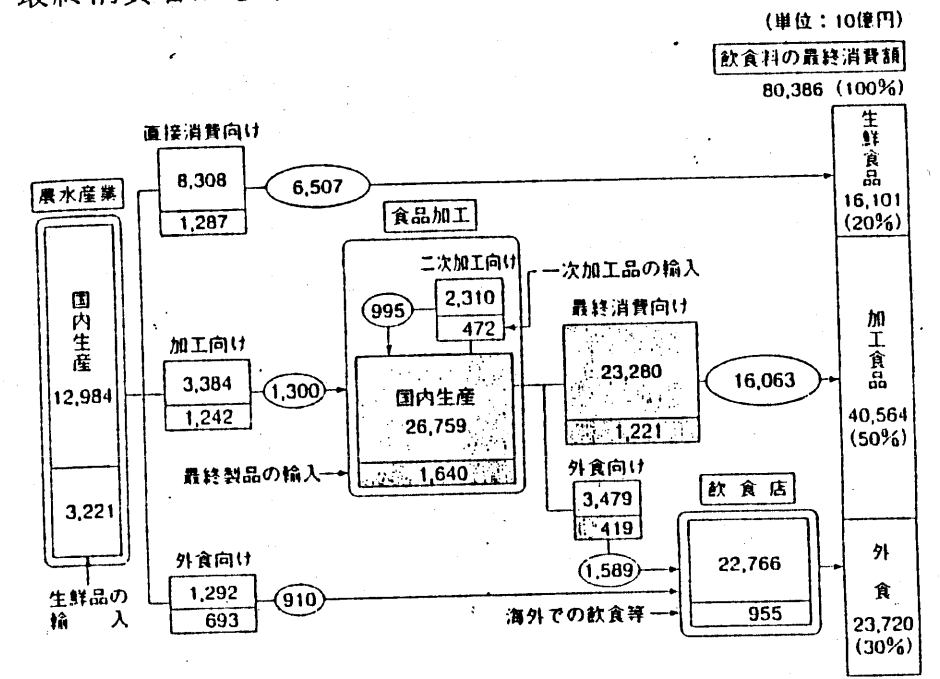 (単位：10億円)
飲食料の最終消費額
80,386 (100%)
直接消費向け
8,308
1,287
6,507
生鮮食品
16,101
(20%)
農水産業
国内生産
12,984
3,221
生鮮品の
輸 入
食品加工
二次加工向け
2,310
472
995
一次加工品の輸入
加工向け
3,384
1,242
1,300
国内生産
26,759
1,640
最終製品の輸入
最終消費向け
23,280
1,221
16,063
加工食品
40,564
(50%)
外食向け
3,479
419
1,589
飲食店
22,766
955
外食向け
1,292
693
910
海外での飲食等
外食
23,720
(30%)